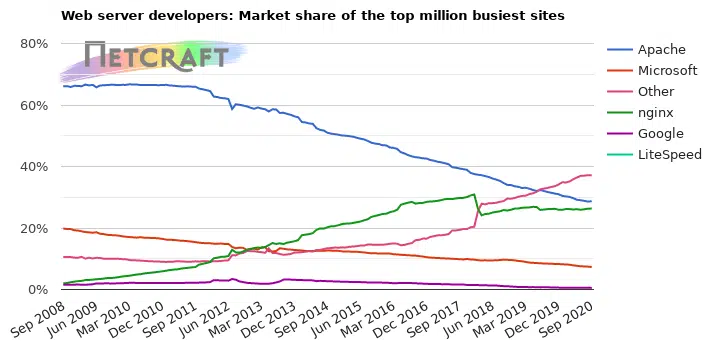 Web server developers: Market share of the top million busiest sites
80%
60%
40%
20%
0%
NETCRAFT
Apache
Microsoft
Other
nginx
Google
LiteSpeed
Sep 2008
Jun 2009
Mar 2010
Dec 2010
Sep 2011
Jun 2012
Mar 2013
Dec 2013
Sep 2014
Jun 2015
Mar 2016
Dec 2016
Sep 2017
Jun 2018
Mar 2019
Dec 2019
Sep 2020